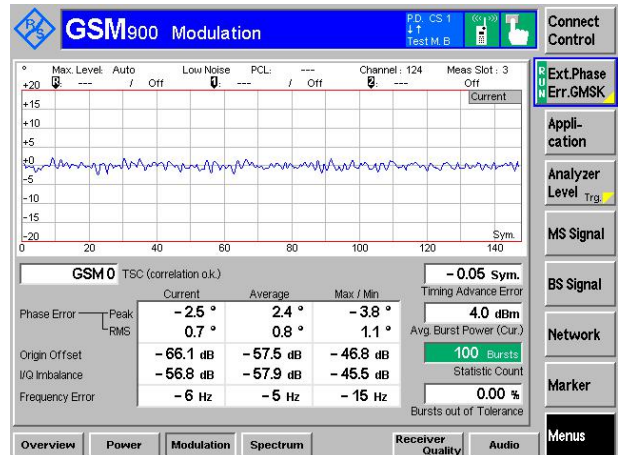 R&S GSM900 Modulation P.D. CS 1 Connect
Test M. B Control
° Max. Level: Auto Low Noise PCL: --- Channel : 124 Meas Slot : 3
+20 R: --- / Off 1: --- / Off 2: --- Off
Current
+15
+10
+5
±0
-5
-10
-15
-20 Sym.
0 20 40 60 80 100 120 140
RUN Ext.Phase
Err.GMSK
Appli-
cation
Analyzer
Level Trg.
MS Signal
BS Signal
Network
Marker
Menus
GSM 0 TSC (correlation o.k.) – 0.05 Sym.
Timing Advance Error
Current Average Max / Min
Phase Error Peak – 2.5 ° 2.4 ° – 3.8 ° 4.0 dBm
RMS 0.7 ° 0.8 ° 1.1 ° Avg. Burst Power (Cur.)
Origin Offset – 66.1 dB – 57.5 dB – 46.8 dB 100 Bursts
I/Q Imbalance – 56.8 dB – 57.9 dB – 45.5 dB Statistic Count
Frequency Error – 6 Hz – 5 Hz – 15 Hz 0.00 %
Bursts out of Tolerance
Overview Power Modulation Spectrum Receiver Quality Audio